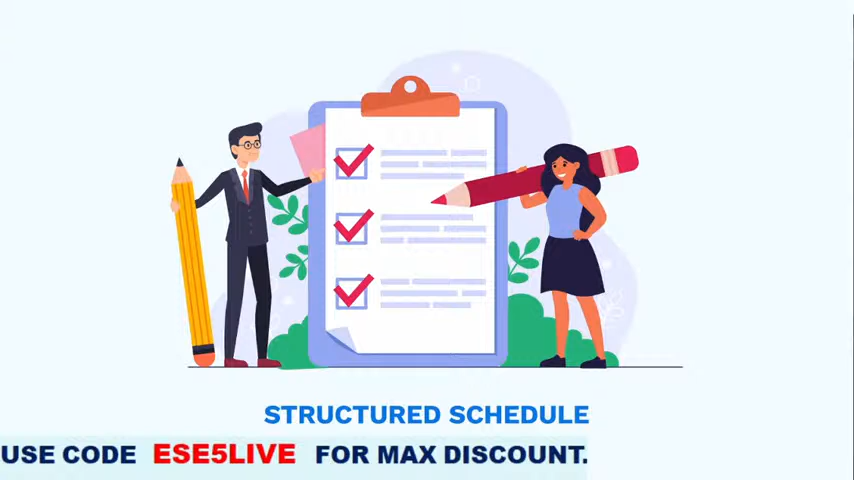 STRUCTURED SCHEDULE
USE CODE ESE5LIVE FOR MAX DISCOUNT.